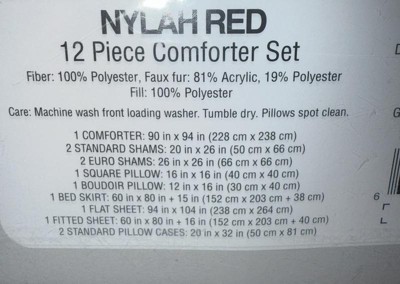 NYLAH RED
12 Piece Comforter Set
Fiber: 100% Polyester, Faux fur: 81% Acrylic, 19% Polyester
Fill: 100% Polyester
Care: Machine wash front loading washer. Tumble dry. Pillows spot clean.
1 COMFORTER: 90 in x 94 in (228 cm x 238 cm)
2 STANDARD SHAMS: 20 in x 26 in (50 cm x 66 cm)
2 EURO SHAMS: 26 in x 26 in (66 cm x 66 cm)
1 SQUARE PILLOW: 16 in x 16 in (40 cm x 40 cm)
1 BOUDOIR PILLOW: 12 in x 16 in (30 cm x 40 cm)
1 BED SKIRT: 60 in x 80 in + 15 in (152 cm x 203 cm + 38 cm)
1 FLAT SHEET: 94 in x 104 in (238 cm x 264 cm)
1 FITTED SHEET: 60 in x 80 in + 16 in (152 cm x 203 cm + 40 cm)
2 STANDARD PILLOW CASES: 20 in x 32 in (50 cm x 81 cm)
6